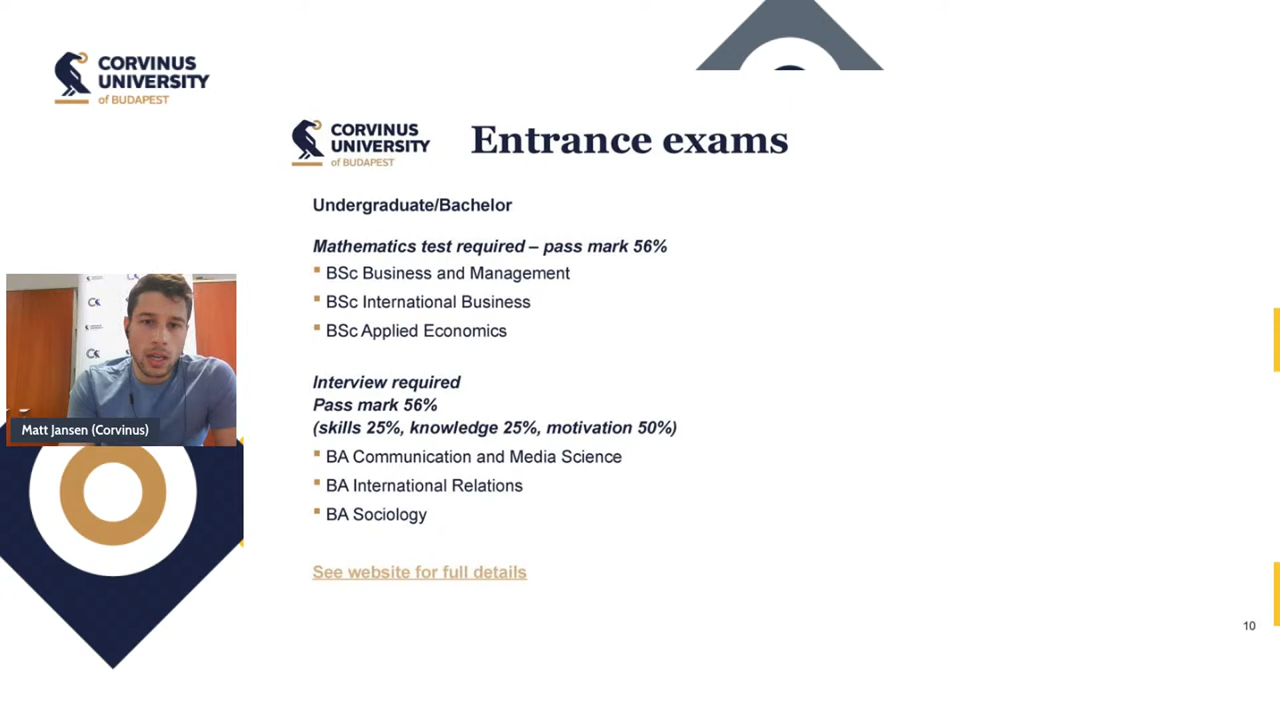 CORVINUS
UNIVERSITY
of BUDAPEST
CORVINUS
UNIVERSITY
of BUDAPEST
Entrance exams
Undergraduate/Bachelor
Mathematics test required – pass mark 56%
BSc Business and Management
BSc International Business
BSc Applied Economics
Interview required
Pass mark 56%
(skills 25%, knowledge 25%, motivation 50%)
BA Communication and Media Science
BA International Relations
BA Sociology
See website for full details
Matt Jansen (Corvinus)
10